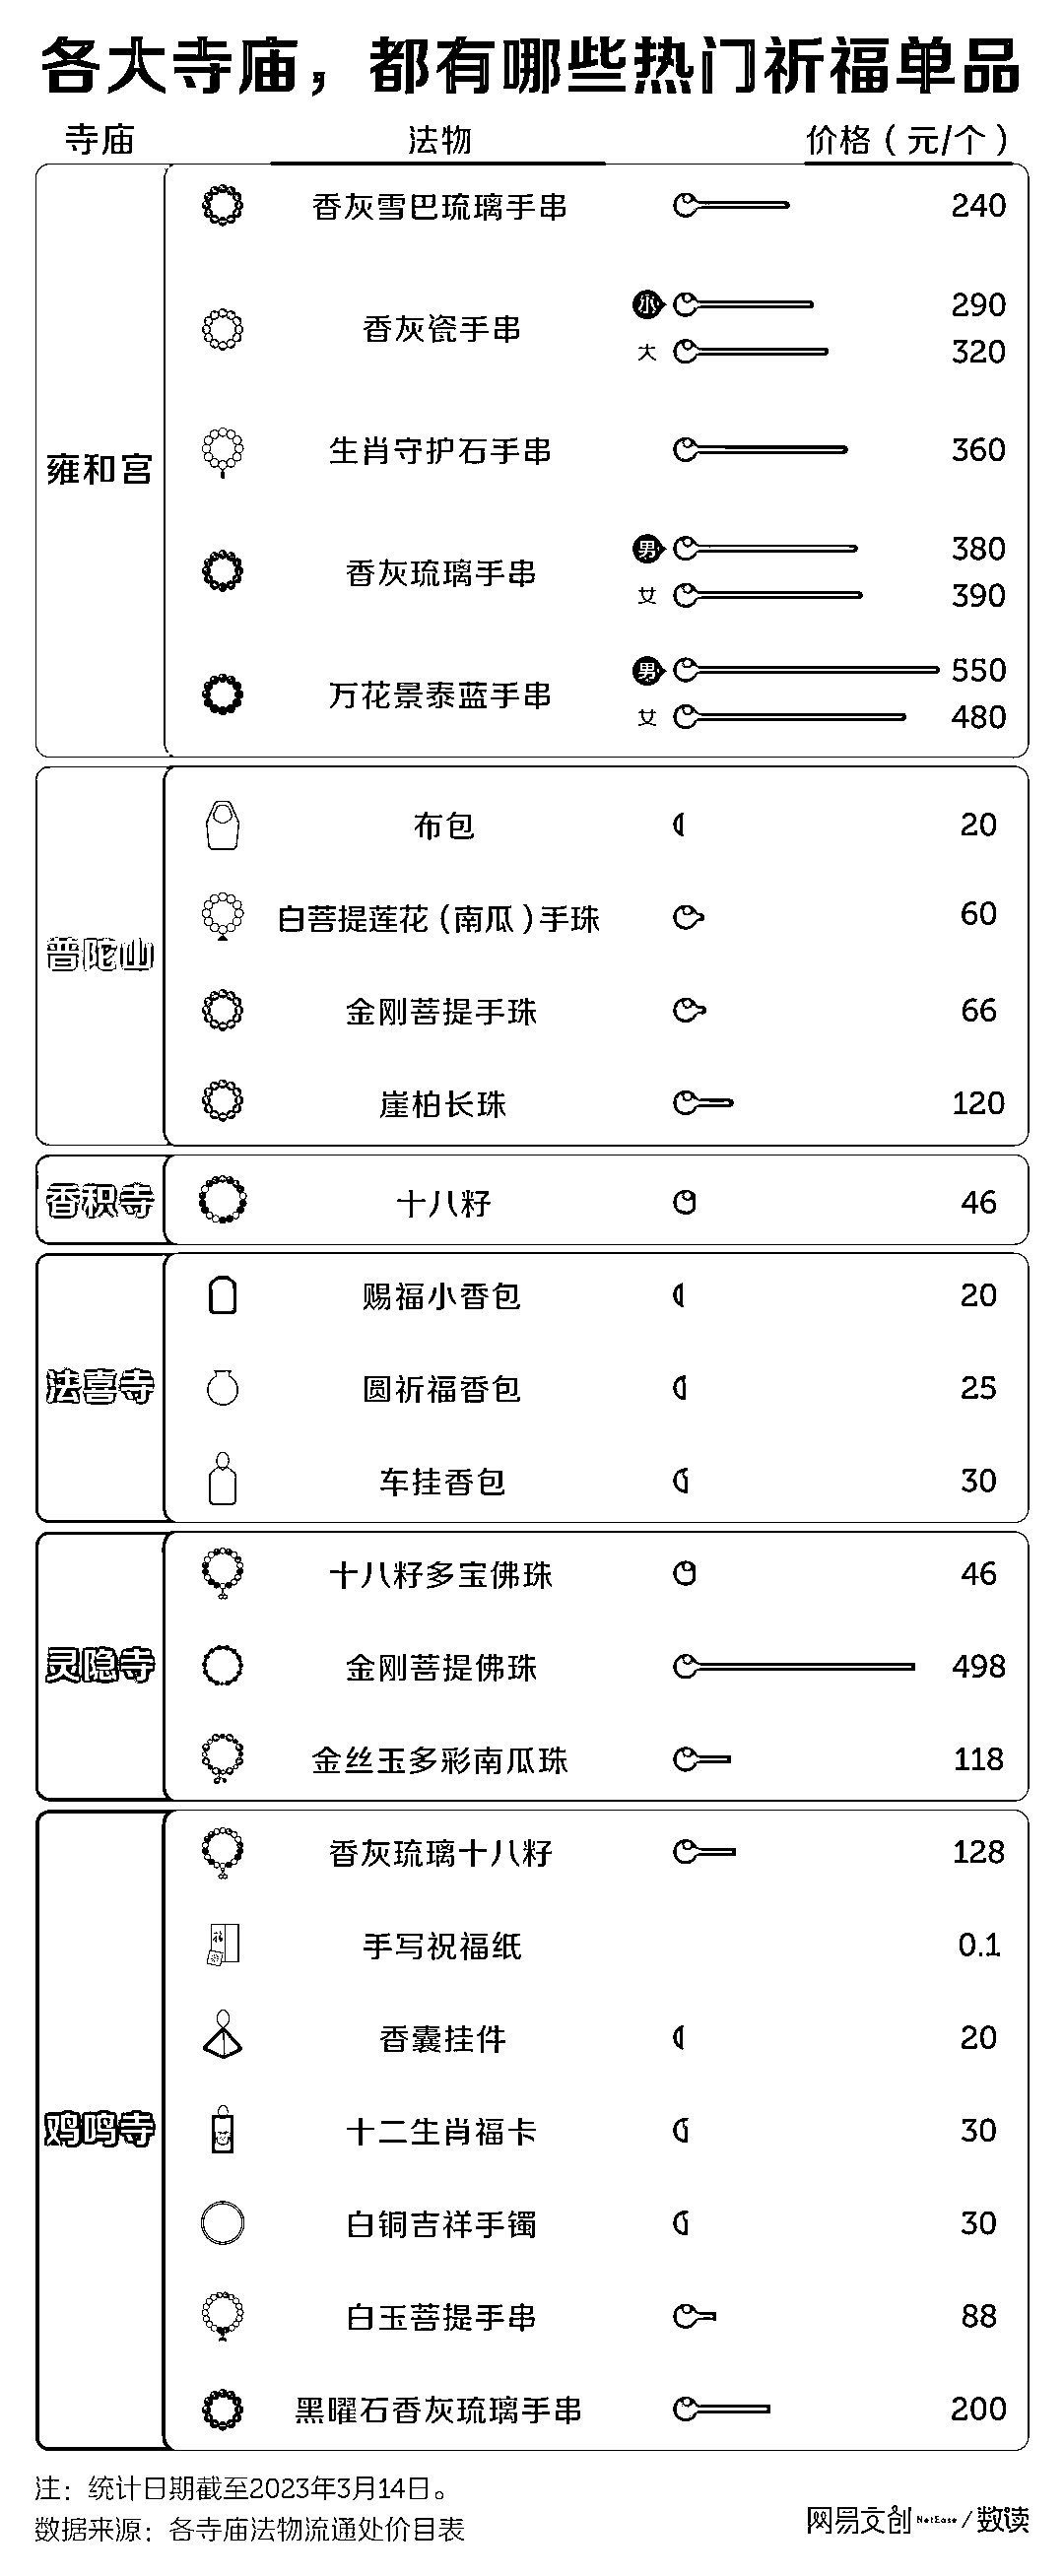 各大寺庙，都有哪些热门祈福单品
寺庙 法物 价格（元/个）
雍和宫
香灰雪巴琉璃手串 240
香灰瓷手串
小 290
大 320
生肖守护石手串 360
香灰琉璃手串
男 380
女 390
万花景泰蓝手串
男 550
女 480
普陀山
布包 20
白菩提莲花（南瓜）手珠 60
金刚菩提手珠 66
崖柏长珠 120
香积寺 十八籽 46
法喜寺
赐福小香包 20
圆祈福香包 25
车挂香包 30
灵隐寺
十八籽多宝佛珠 46
金刚菩提佛珠 498
金丝玉多彩南瓜珠 118
鸡鸣寺
香灰琉璃十八籽 128
手写祝福纸 0.1
香囊挂件 20
十二生肖福卡 30
白铜吉祥手镯 30
白玉菩提手串 88
黑曜石香灰琉璃手串 200
注：统计日期截至2023年3月14日。
数据来源：各寺庙法物流通处价目表
网易文创 NetEase / 数读